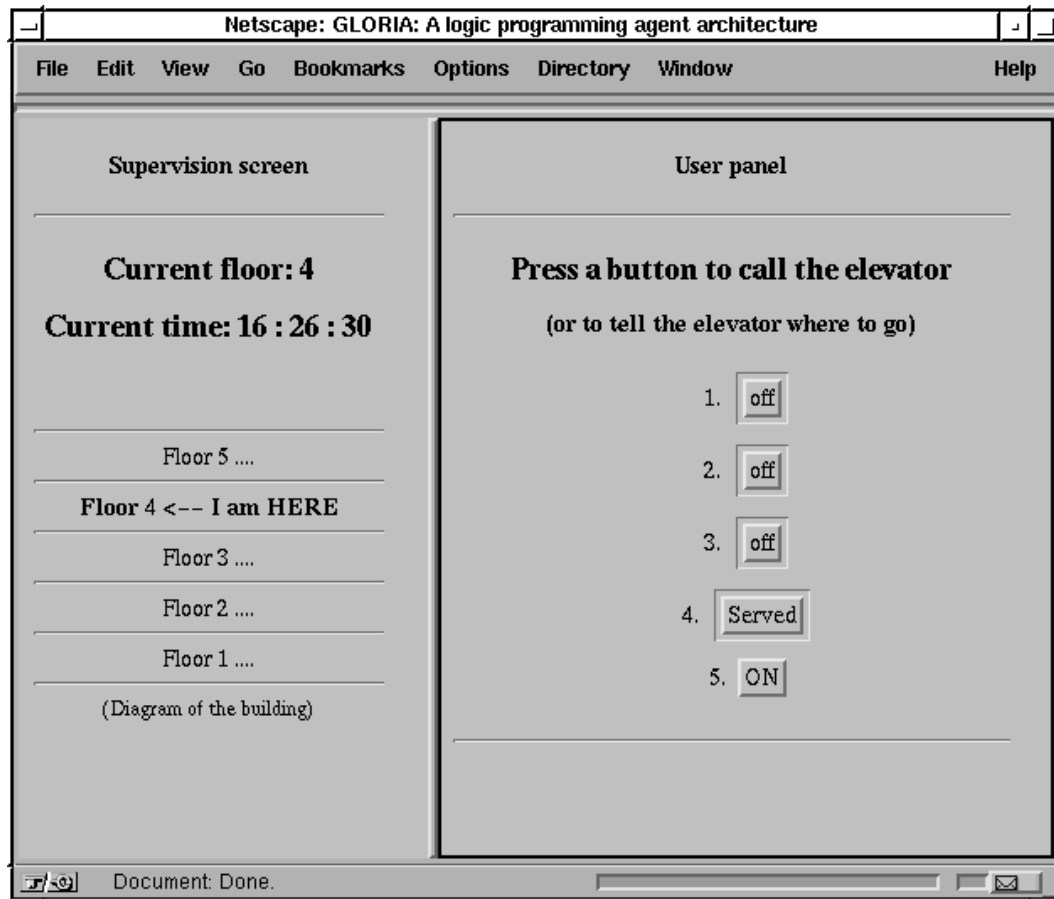 Netscape: GLORIA: A logic programming agent architecture
File Edit View Go Bookmarks Options Directory Window Help
Supervision screen
Current floor: 4
Current time: 16 : 26 : 30
Floor 5 ....
Floor 4 <-- I am HERE
Floor 3 ....
Floor 2 ....
Floor 1 ....
(Diagram of the building)
User panel
Press a button to call the elevator
(or to tell the elevator where to go)
1. off
2. off
3. off
4. Served
5. ON
Document: Done.